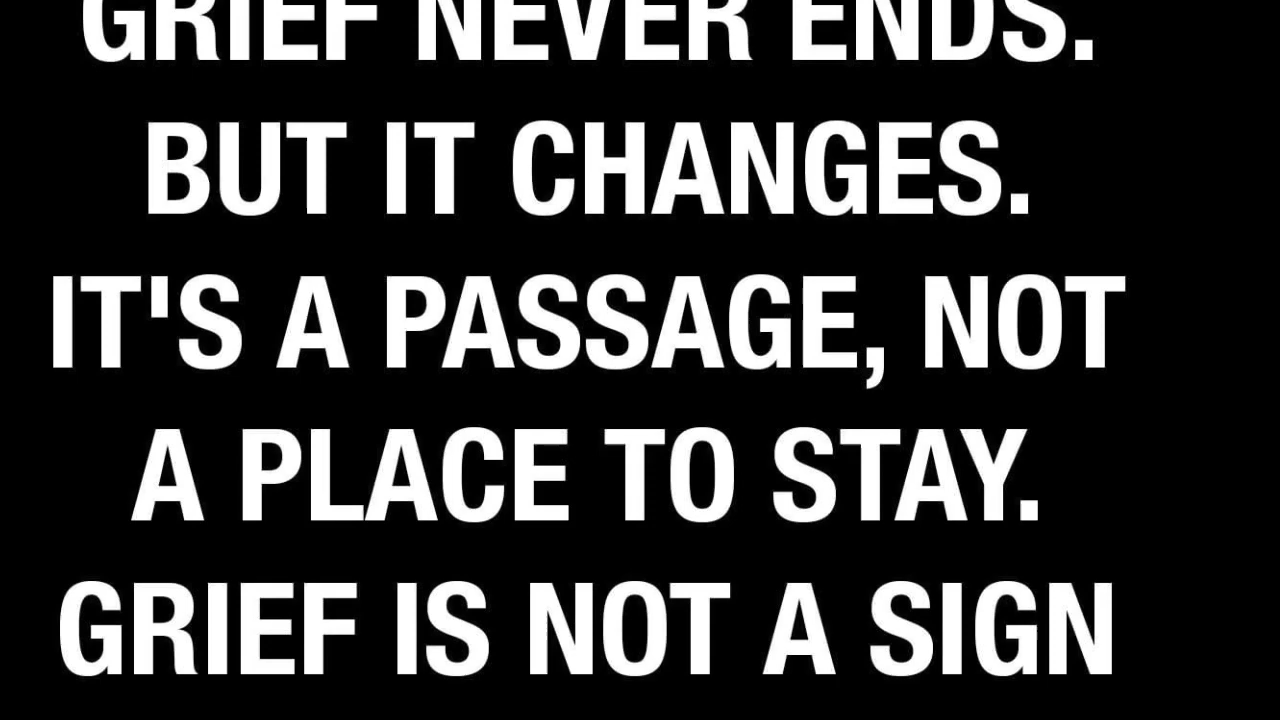 GRIEF NEVER ENDS.
BUT IT CHANGES.
IT'S A PASSAGE, NOT
A PLACE TO STAY.
GRIEF IS NOT A SIGN